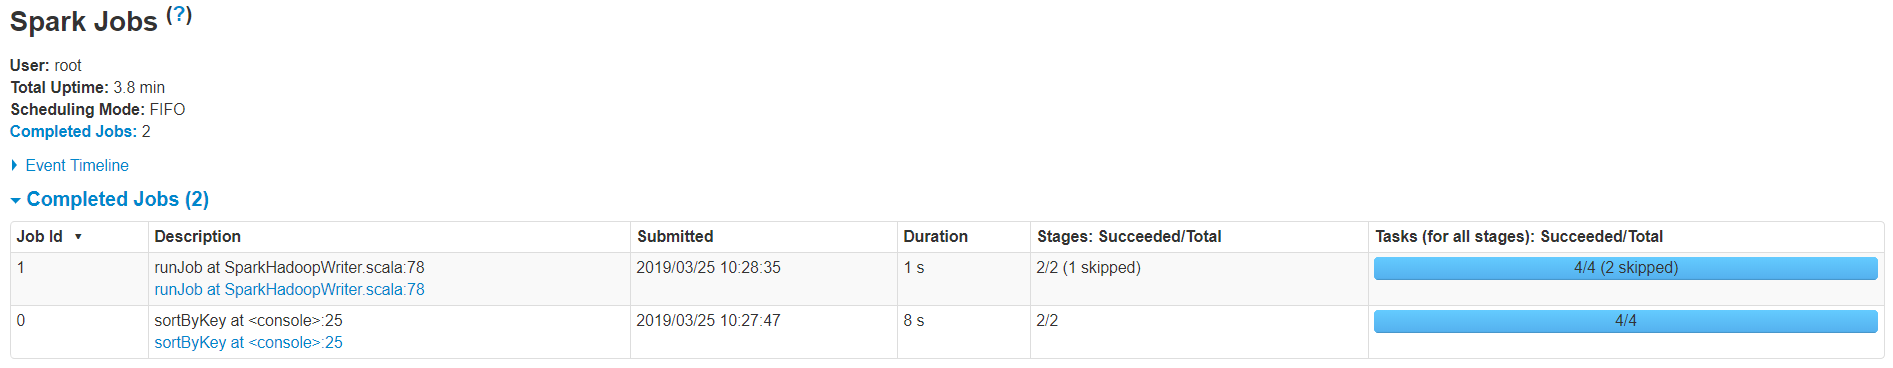 Spark Jobs (?)
User: root
Total Uptime: 3.8 min
Scheduling Mode: FIFO
Completed Jobs: 2
Event Timeline
Completed Jobs (2)
Job Id ▾ Description Submitted Duration Stages: Succeeded/Total Tasks (for all stages): Succeeded/Total
1 runJob at SparkHadoopWriter.scala:78 2019/03/25 10:28:35 1 s 2/2 (1 skipped) 4/4 (2 skipped)
runJob at SparkHadoopWriter.scala:78
0 sortByKey at <console>:25 2019/03/25 10:27:47 8 s 2/2 4/4
sortByKey at <console>:25